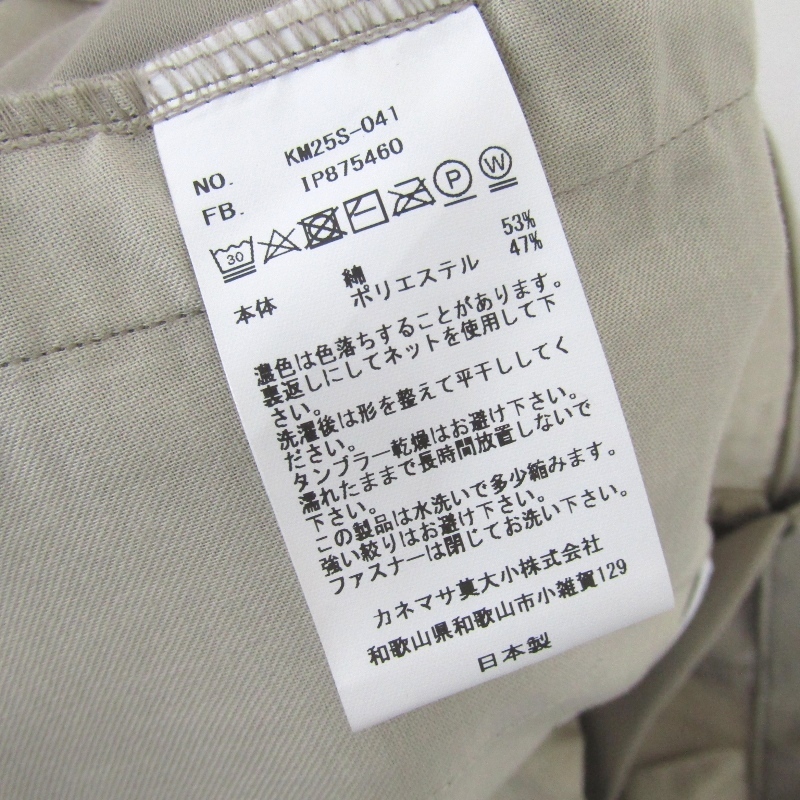 NO. KM25S-041
FB. IP875460
30 P W
本体 綿 53%
ポリエステル 47%
濃色は色落ちすることがあります。
裏返しにしてネットを使用して下
さい。
洗濯後は形を整えて平干ししてく
ださい。
タンブラー乾燥はお避け下さい。
濡れたままで長時間放置しないで
下さい。
この製品は水洗いで多少縮みます。
強い絞りはお避け下さい。
ファスナーは閉じてお洗い下さい。
カネマサ莫大小株式会社
和歌山県和歌山市小雑賀129
日本製